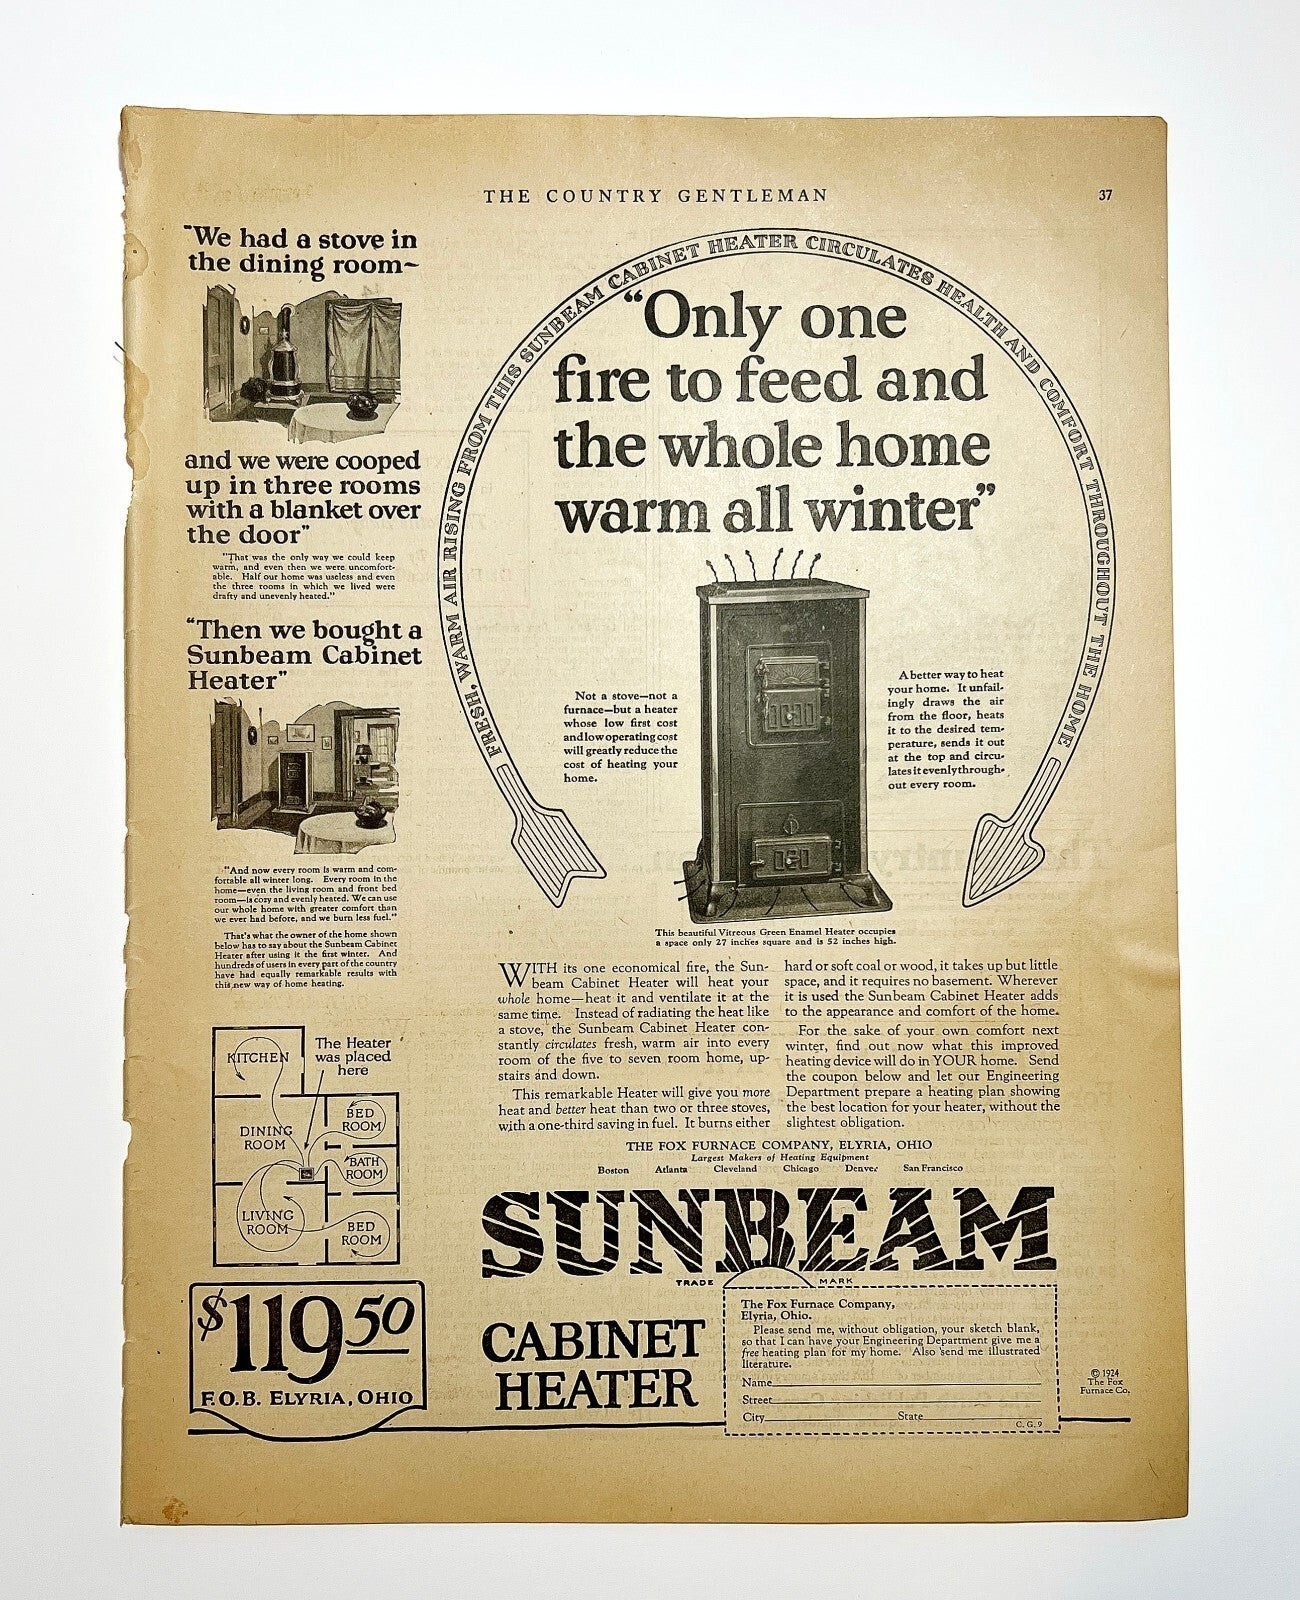 THE COUNTRY GENTLEMAN
37
"We had a stove in
the dining room~
and we were cooped
up in three rooms
with a blanket over
the door"
"That was the only way we could keep
warm, and even then we were uncomfort-
able. Half our home was useless and even
the three rooms in which we lived were
drafty and unevenly heated."
"Then we bought a
Sunbeam Cabinet
Heater"
"And now every room is warm and com-
fortable all winter long. Every room in the
home—even the living room and front bed
room—is cozy and evenly heated. We can use
our whole home with greater comfort than
we ever had before, and we burn less fuel."
That's what the owner of the home shown
below has to say about the Sunbeam Cabinet
Heater after using it the first winter. And
hundreds of users in every part of the country
have had equally remarkable results with
this new way of home heating.
KITCHEN
The Heater
was placed
here
DINING
ROOM
BED
ROOM
BATH
ROOM
LIVING
ROOM
BED
ROOM
$119.50
F.O.B. ELYRIA, OHIO
FRESH, WARM AIR RISING FROM THIS SUNBEAM CABINET HEATER CIRCULATES HEALTH AND COMFORT THROUGHOUT THE HOME
"Only one
fire to feed and
the whole home
warm all winter"
Not a stove—not a
furnace—but a heater
whose low first cost
and low operating cost
will greatly reduce the
cost of heating your
home.
A better way to heat
your home. It unfail-
ingly draws the air
from the floor, heats
it to the desired tem-
perature, sends it out
at the top and circu-
lates it evenly through-
out every room.
This beautiful Vitreous Green Enamel Heater occupies
a space only 27 inches square and is 52 inches high.
WITH its one economical fire, the Sun-
beam Cabinet Heater will heat your
whole home—heat it and ventilate it at the
same time. Instead of radiating the heat like
a stove, the Sunbeam Cabinet Heater con-
stantly circulates fresh, warm air into every
room of the five to seven room home, up-
stairs and down.
This remarkable Heater will give you more
heat and better heat than two or three stoves,
with a one-third saving in fuel. It burns either
hard or soft coal or wood, it takes up but little
space, and it requires no basement. Wherever
it is used the Sunbeam Cabinet Heater adds
to the appearance and comfort of the home.
For the sake of your own comfort next
winter, find out now what this improved
heating device will do in YOUR home. Send
the coupon below and let our Engineering
Department prepare a heating plan showing
the best location for your heater, without the
slightest obligation.
THE FOX FURNACE COMPANY, ELYRIA, OHIO
Largest Makers of Heating Equipment
Boston Atlanta Cleveland Chicago Denver San Francisco
SUNBEAM
TRADE MARK
CABINET
HEATER
The Fox Furnace Company,
Elyria, Ohio.
Please send me, without obligation, your sketch blank,
so that I can have your Engineering Department give me a
free heating plan for my home. Also send me illustrated
literature.
Name
Street
City State
C. G. 9
© 1924
The Fox
Furnace Co.